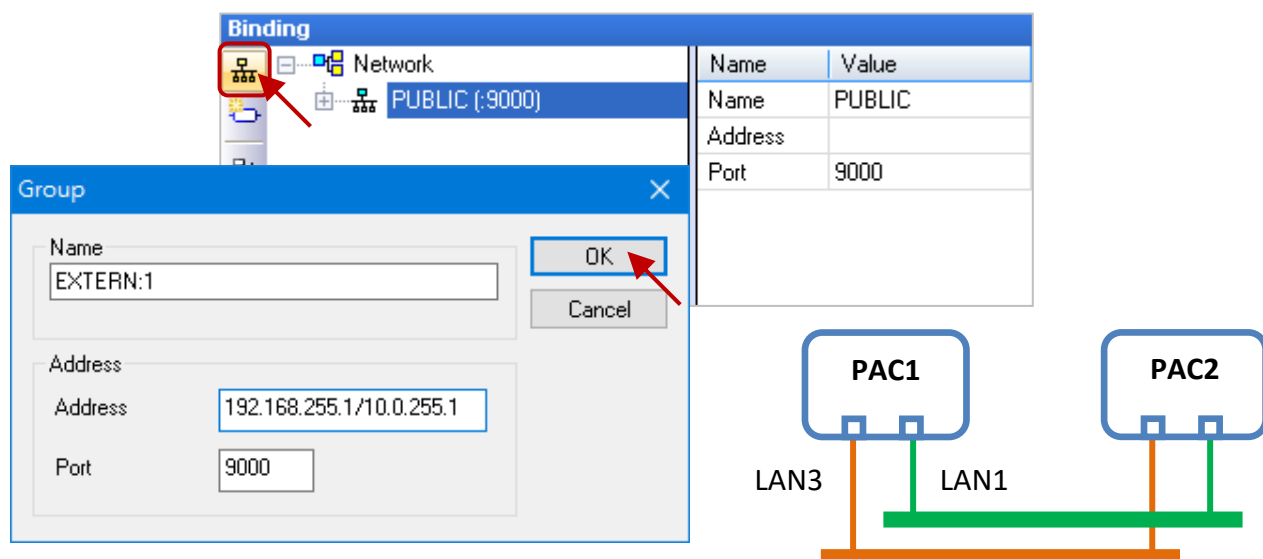 Binding
Network
PUBLIC (:9000)
Name Value
Name PUBLIC
Address
Port 9000
Group
Name
EXTERN:1
OK
Cancel
Address
Address 192.168.255.1/10.0.255.1
Port 9000
PAC1 PAC2
LAN3 LAN1